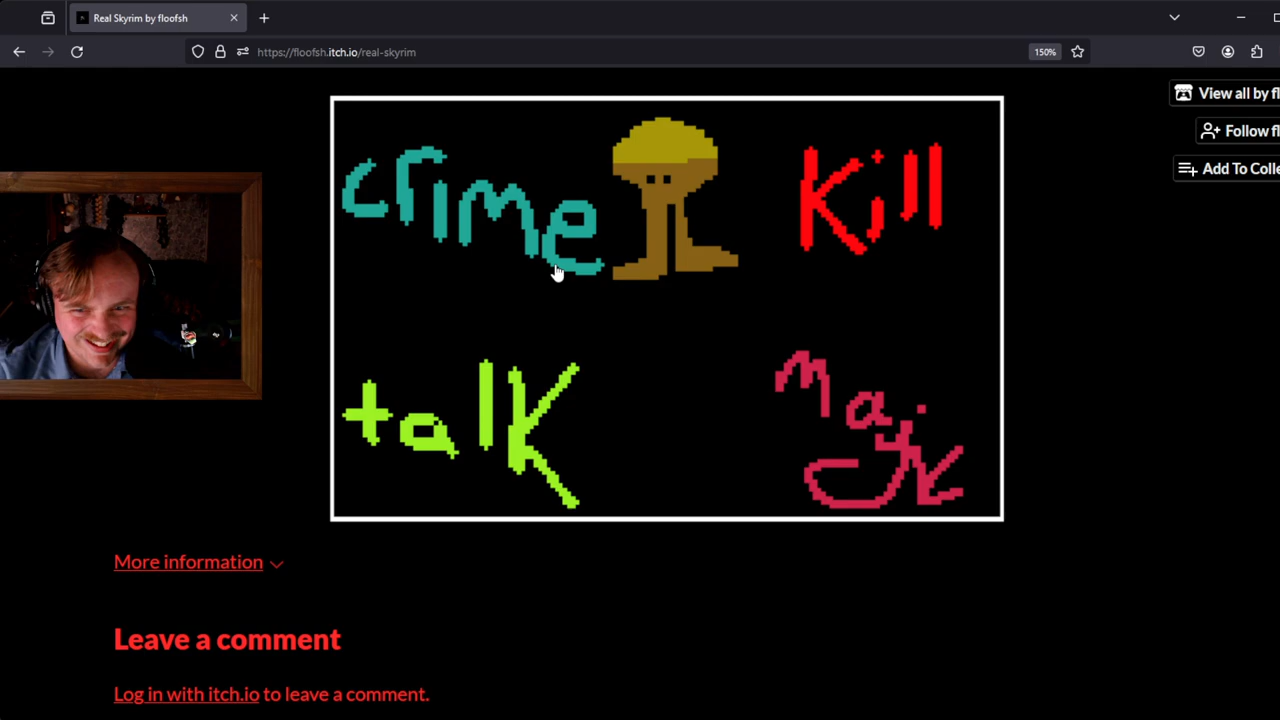 Real Skyrim by floofsh
https://floofsh.itch.io/real-skyrim
150%
View all by fl
Follow fl
Add To Colle
crime
Kill
talK
Majik
More information
Leave a comment
Log in with itch.io to leave a comment.